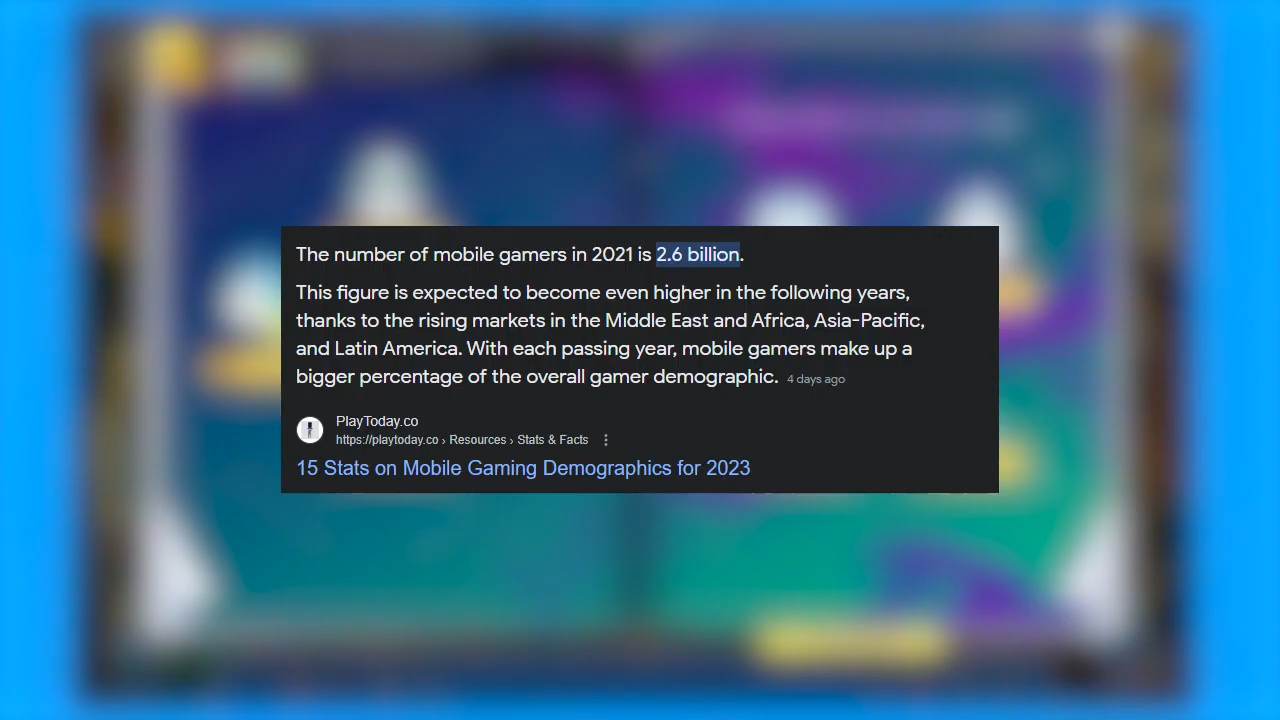 The number of mobile gamers in 2021 is 2.6 billion.
This figure is expected to become even higher in the following years,
thanks to the rising markets in the Middle East and Africa, Asia-Pacific,
and Latin America. With each passing year, mobile gamers make up a
bigger percentage of the overall gamer demographic. 4 days ago
PlayToday.co
https://playtoday.co › Resources › Stats & Facts
15 Stats on Mobile Gaming Demographics for 2023